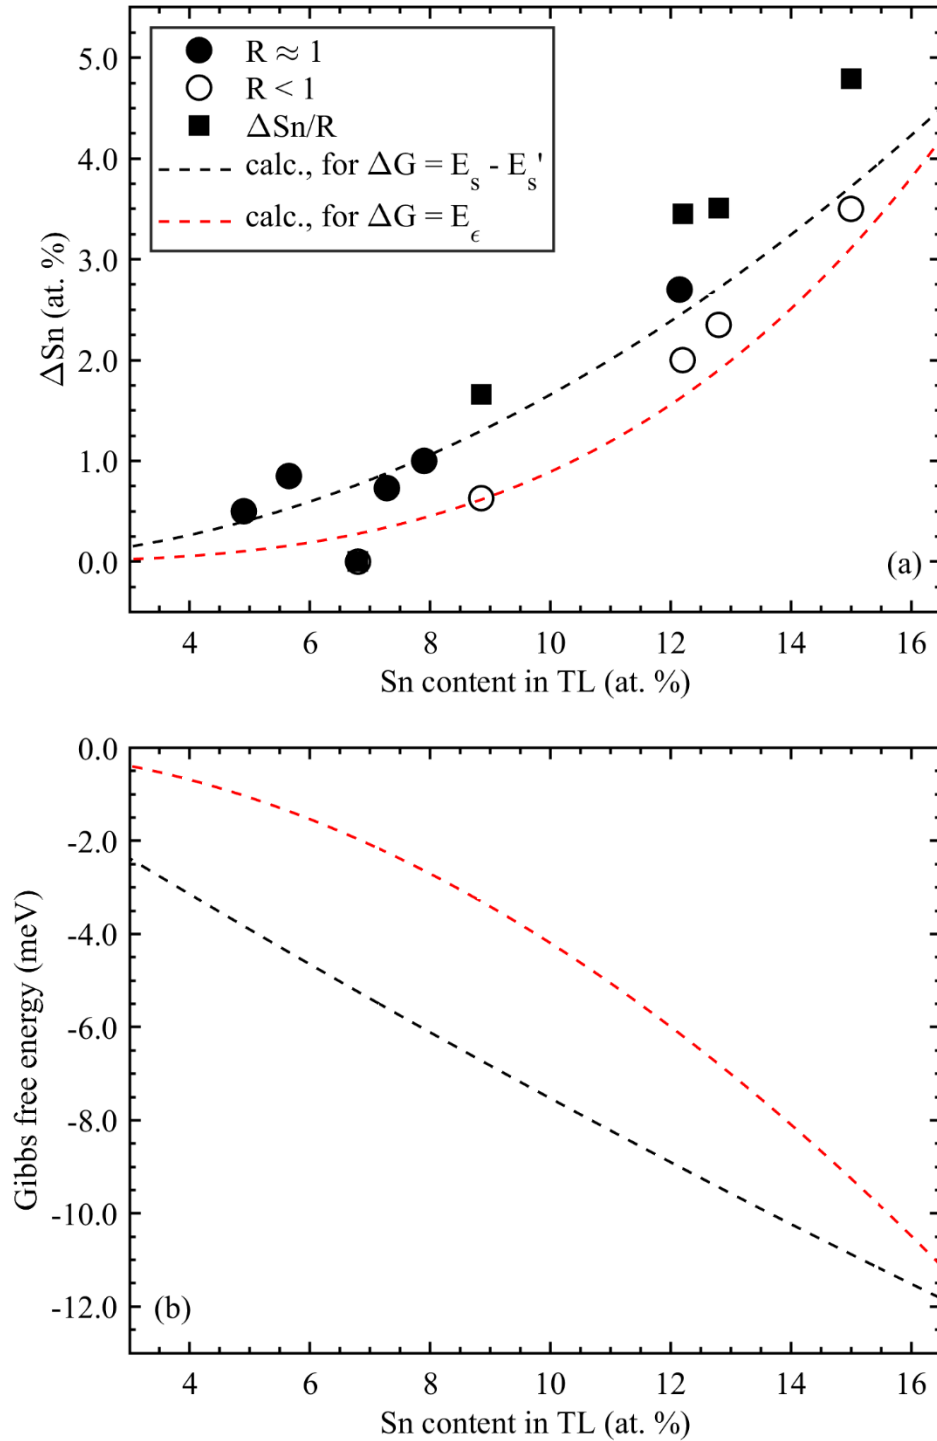 5.0
4.0
3.0
2.0
1.0
0.0
ΔSn (at. %)
R ≈ 1
R < 1
ΔSn/R
calc., for ΔG = E_s - E_s'
calc., for ΔG = E_ϵ
(a)
4 6 8 10 12 14 16
Sn content in TL (at. %)
0.0
-2.0
-4.0
-6.0
-8.0
-10.0
-12.0
Gibbs free energy (meV)
(b)
4 6 8 10 12 14 16
Sn content in TL (at. %)